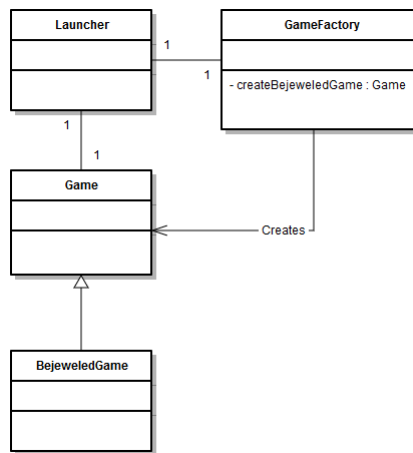 Launcher
GameFactory
1
1
- createBejeweledGame : Game
1
1
Game
Creates
BejeweledGame